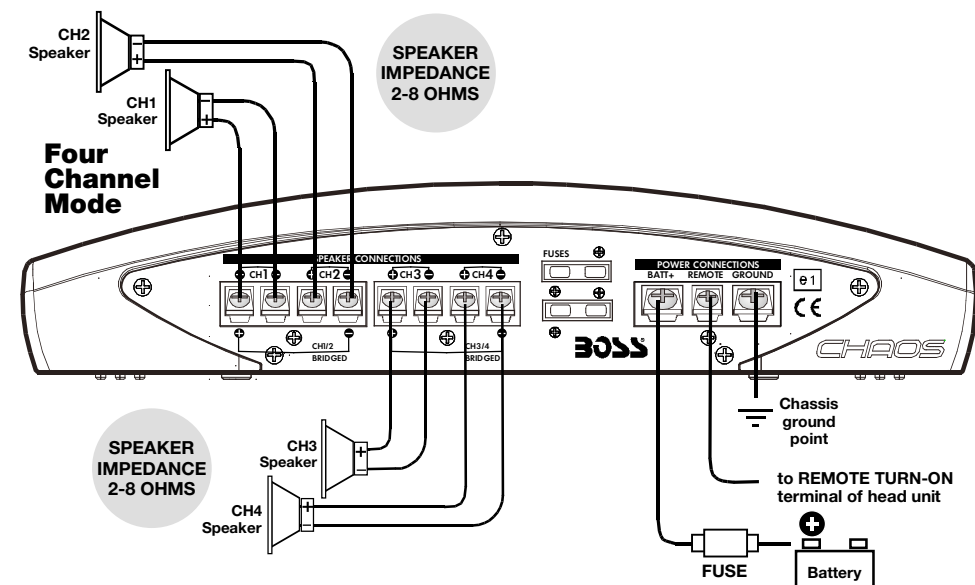 CH2
Speaker
SPEAKER
IMPEDANCE
2-8 OHMS
CH1
Speaker
Four
Channel
Mode
SPEAKER CONNECTIONS
CH1 CH2 CH3 CH4
FUSES
POWER CONNECTIONS
BATT+ REMOTE GROUND
e1
CE
CH1/2
BRIDGED
CH3/4
BRIDGED
BOSS
CHAOS
SPEAKER
IMPEDANCE
2-8 OHMS
CH3
Speaker
CH4
Speaker
Chassis
ground
point
to REMOTE TURN-ON
terminal of head unit
FUSE
Battery